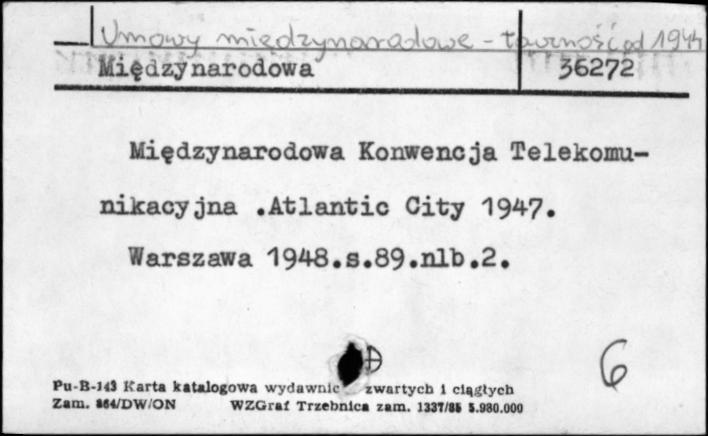 Umowy międzynarodowe - łączność od 1944
Międzynarodowa 36272
Międzynarodowa Konwencja Telekomu-
nikacyjna .Atlantic City 1947.
Warszawa 1948.s.89.nlb.2.
6
Pu-B-143 Karta katalogowa wydawnic zwartych i ciągłych
Zam. 864/DW/ON WZGraf Trzebnica zam. 1337/85 5.980.000